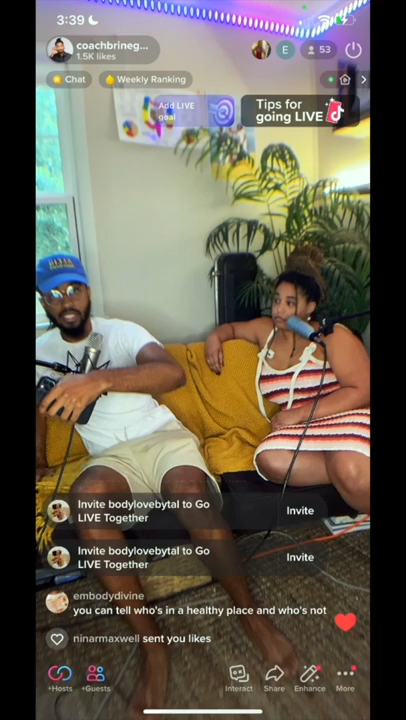 3:39
coachbrineg...
1.5K likes
E
53
Chat
Weekly Ranking
Add LIVE
goal
Tips for
going LIVE
Invite bodylovebytal to Go
LIVE Together
Invite
Invite bodylovebytal to Go
LIVE Together
Invite
embodydivine
you can tell who's in a healthy place and who's not
ninarmaxwell sent you likes
+Hosts
+Guests
Interact
Share
Enhance
More